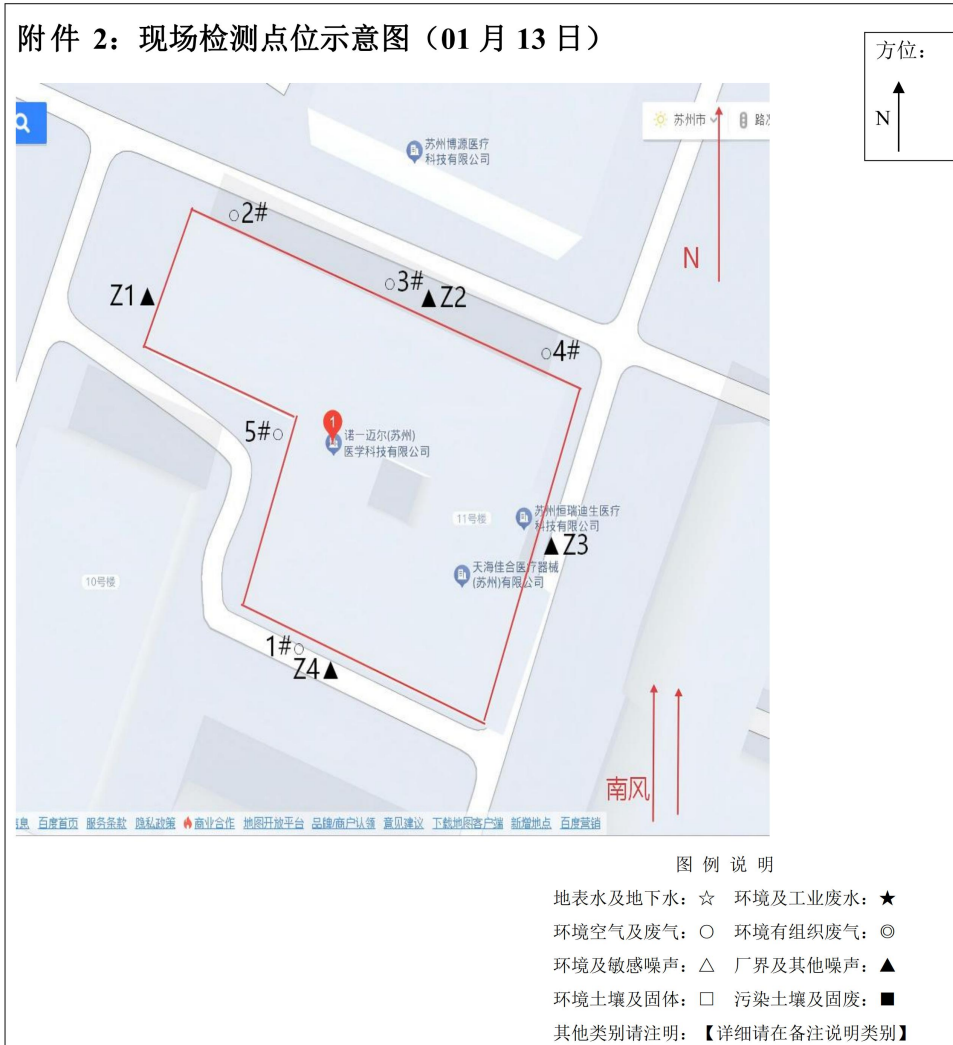 附件 2：现场检测点位示意图（01 月 13 日）
方位：
N
苏州博源医疗
科技有限公司
苏州市
N
○2#
○3#
Z1▲
▲Z2
○4#
5#○
1
诺一迈尔(苏州)
医学科技有限公司
11号楼
苏州恒瑞迪生医疗
科技有限公司
▲Z3
天海佳合医疗器械
(苏州)有限公司
10号楼
1#○
Z4▲
南风
息 百度首页 服务条款 隐私政策 商业合作 地图开放平台 品牌/商户认领 意见建议 下载地图客户端 新增地点 百度营销
图 例 说 明
地表水及地下水：☆ 环境及工业废水：★
环境空气及废气：○ 环境有组织废气：◎
环境及敏感噪声：△ 厂界及其他噪声：▲
环境土壤及固体：□ 污染土壤及固废：■
其他类别请注明：【详细请在备注说明类别】